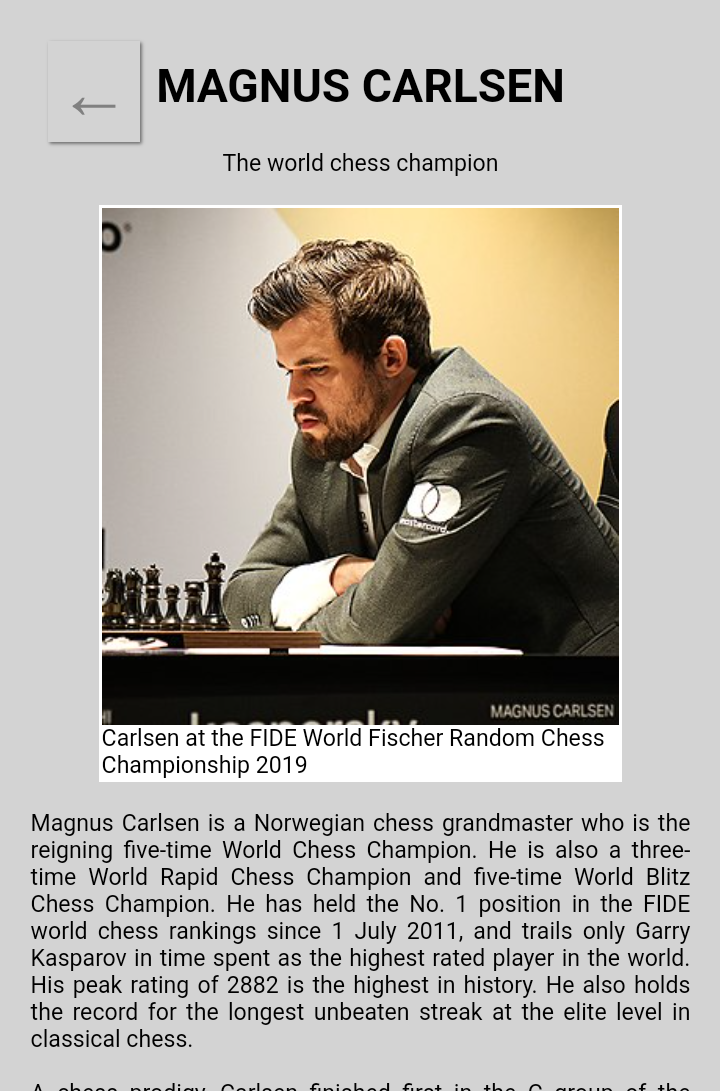 ←
MAGNUS CARLSEN
The world chess champion
mastercard
MAGNUS CARLSEN
Carlsen at the FIDE World Fischer Random Chess
Championship 2019
Magnus Carlsen is a Norwegian chess grandmaster who is the
reigning five-time World Chess Champion. He is also a three-
time World Rapid Chess Champion and five-time World Blitz
Chess Champion. He has held the No. 1 position in the FIDE
world chess rankings since 1 July 2011, and trails only Garry
Kasparov in time spent as the highest rated player in the world.
His peak rating of 2882 is the highest in history. He also holds
the record for the longest unbeaten streak at the elite level in
classical chess.
A chess prodigy, Carlsen finished first in the C group of the